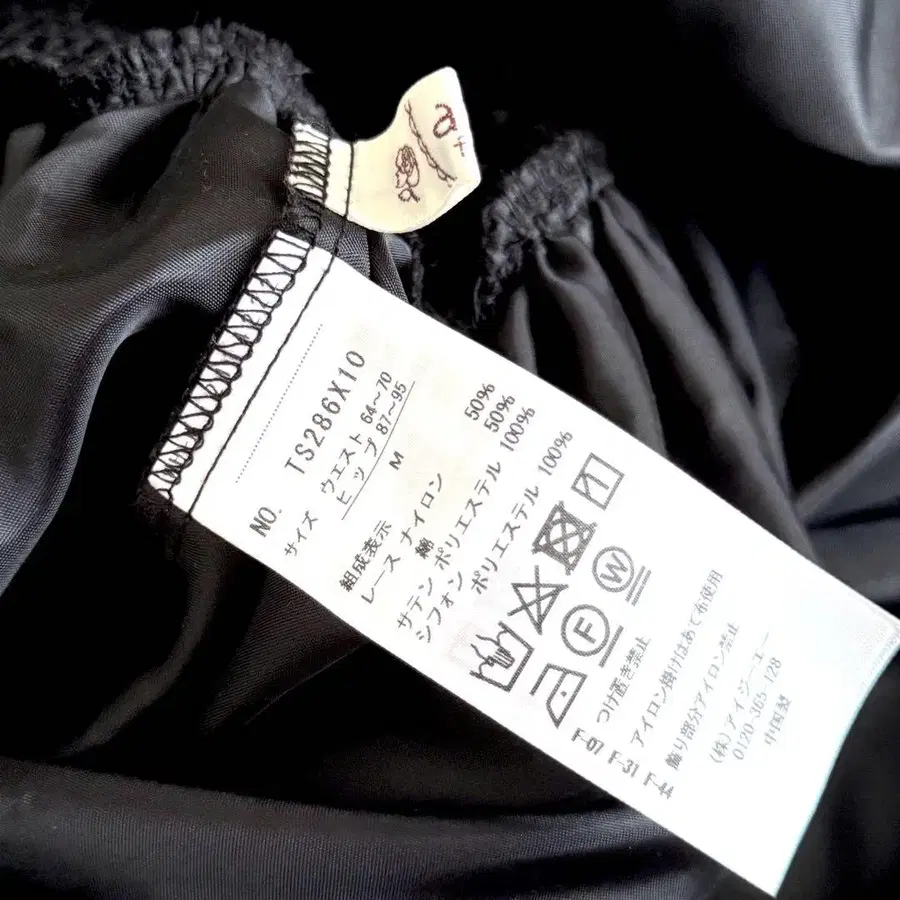 NO. TS286X10
サイズ ウエスト 64〜70
ヒップ 87〜95
M
組成表示
レース ナイロン 50%
綿 50%
サテン ポリエステル 100%
シフォン ポリエステル 100%
F
W
つけ置き禁止
アイロン掛けはあて布使用
飾り部分アイロン禁止
(株)アイジーエー
0120-365-128
中国製